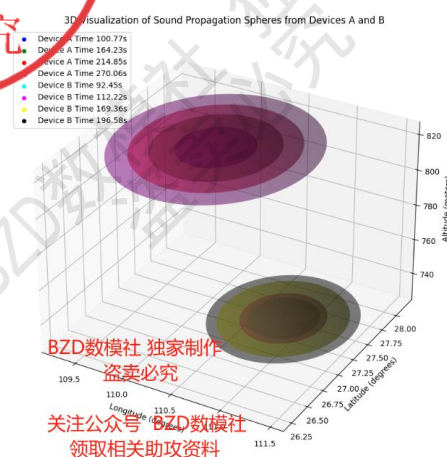 3D Visualization of Sound Propagation Spheres from Devices A and B
Device A Time 100.77s
Device A Time 164.23s
Device A Time 214.85s
Device A Time 270.06s
Device B Time 92.45s
Device B Time 112.22s
Device B Time 169.36s
Device B Time 196.58s
820
800
780
760
740
Altitude (meters)
28.00
27.75
27.50
27.25
27.00
26.75
26.50
26.25
Latitude (degrees)
109.5
110.0
110.5
111.5
Longitude (degrees)
BZD数模社 独家制作
盗卖必究
关注公众号 BZD数模社
领取相关助攻资料